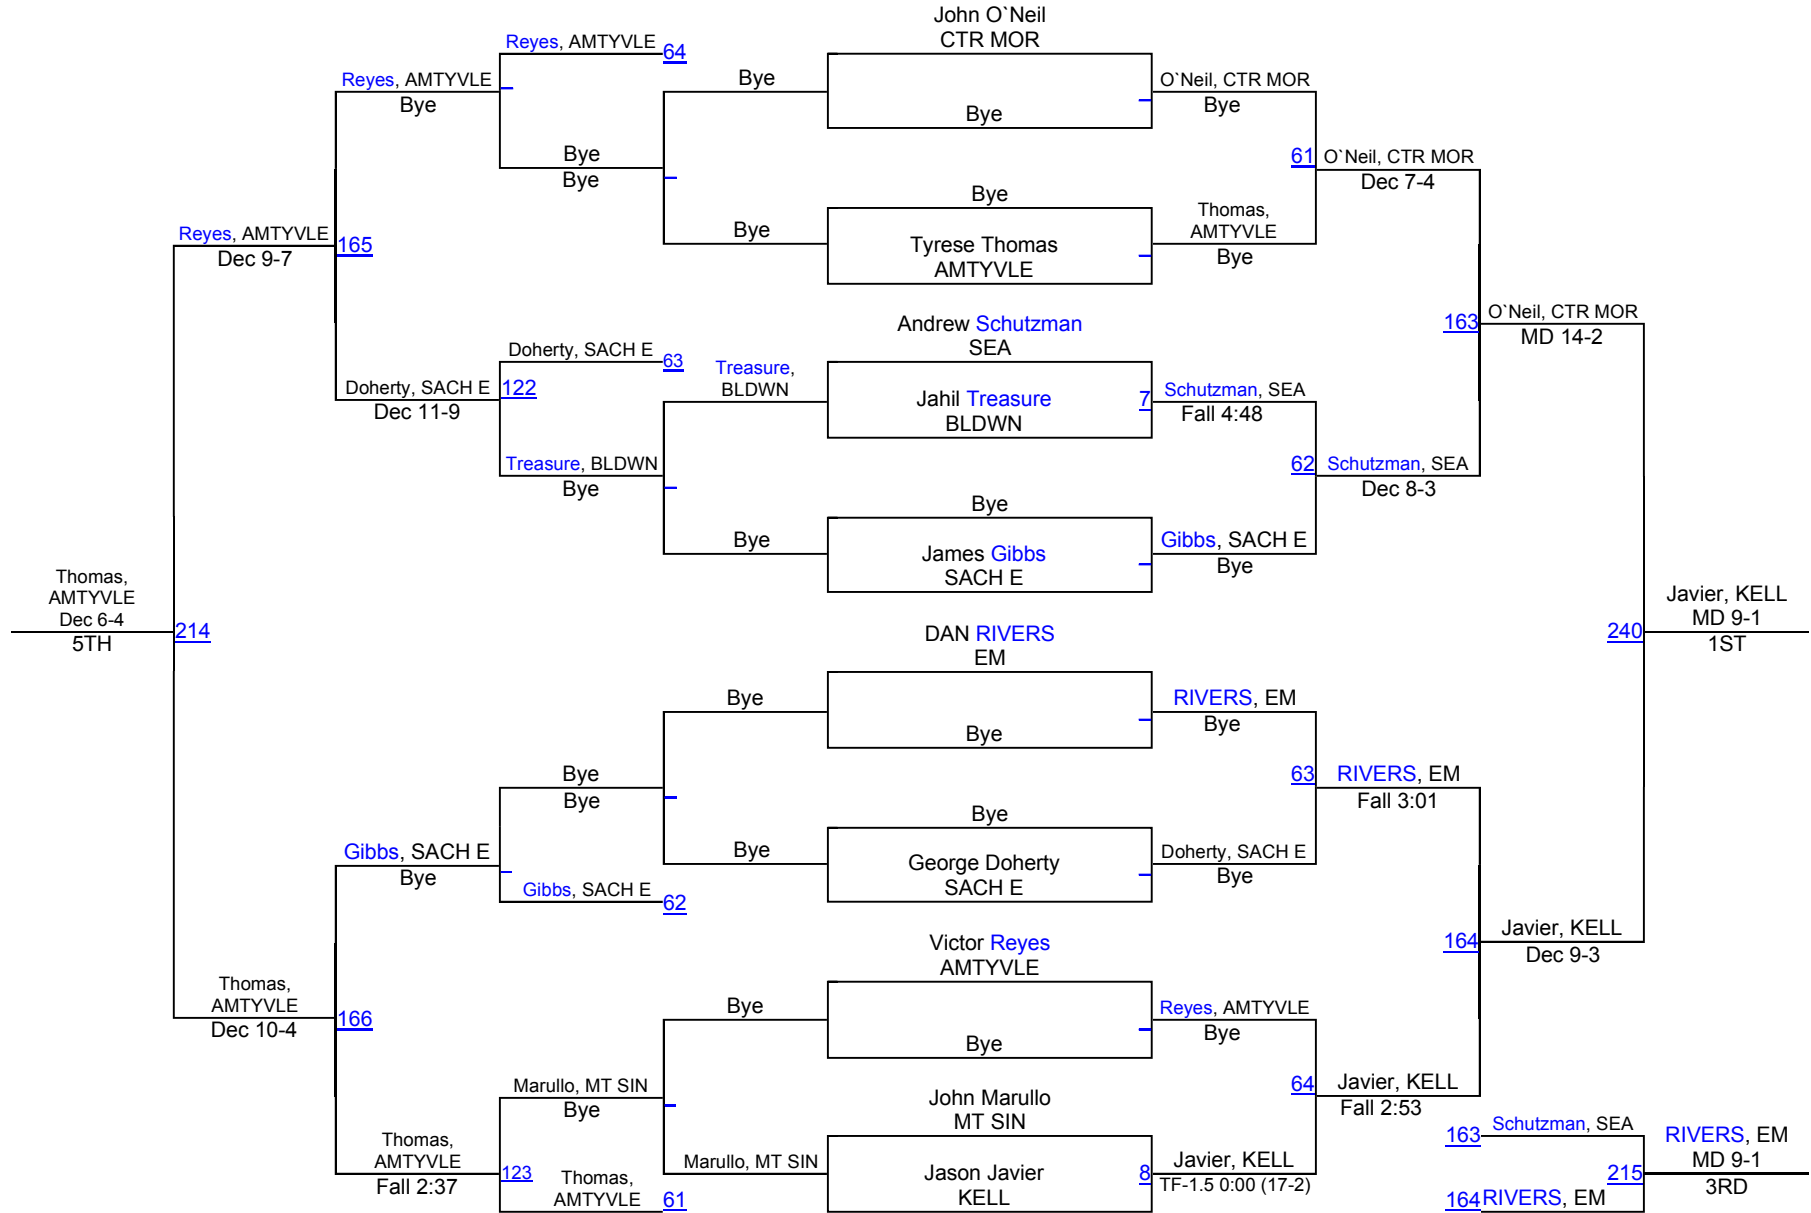 John O`Neil
CTR MOR
Reyes, AMTYVLE
64
Reyes, AMTYVLE
Bye
Bye
O`Neil, CTR MOR
Bye
Bye
Bye
Bye
61
O`Neil, CTR MOR
Dec 7-4
Bye
Thomas,
AMTYVLE
Bye
Bye
Tyrese Thomas
AMTYVLE
Reyes, AMTYVLE
Dec 9-7
165
Andrew Schutzman
SEA
163
O`Neil, CTR MOR
MD 14-2
Doherty, SACH E
63
Treasure,
BLDWN
Doherty, SACH E
Dec 11-9
122
Jahil Treasure
BLDWN
7
Schutzman, SEA
Fall 4:48
Treasure, BLDWN
Bye
62
Schutzman, SEA
Dec 8-3
Bye
Bye
James Gibbs
SACH E
Gibbs, SACH E
Bye
Thomas,
AMTYVLE
Dec 6-4
5TH
214
DAN RIVERS
EM
240
Javier, KELL
MD 9-1
1ST
Bye
Bye
RIVERS, EM
Bye
Bye
Bye
63
RIVERS, EM
Fall 3:01
Bye
Bye
George Doherty
SACH E
Doherty, SACH E
Bye
Gibbs, SACH E
Bye
Gibbs, SACH E
62
Victor Reyes
AMTYVLE
164
Javier, KELL
Dec 9-3
Thomas,
AMTYVLE
Dec 10-4
166
Bye
Bye
Reyes, AMTYVLE
Bye
Marullo, MT SIN
Bye
John Marullo
MT SIN
64
Javier, KELL
Fall 2:53
Thomas,
AMTYVLE
Fall 2:37
123
Thomas,
AMTYVLE
61
Marullo, MT SIN
Jason Javier
KELL
8
Javier, KELL
TF-1.5 0:00 (17-2)
163
Schutzman, SEA
215
RIVERS, EM
MD 9-1
3RD
164
RIVERS, EM